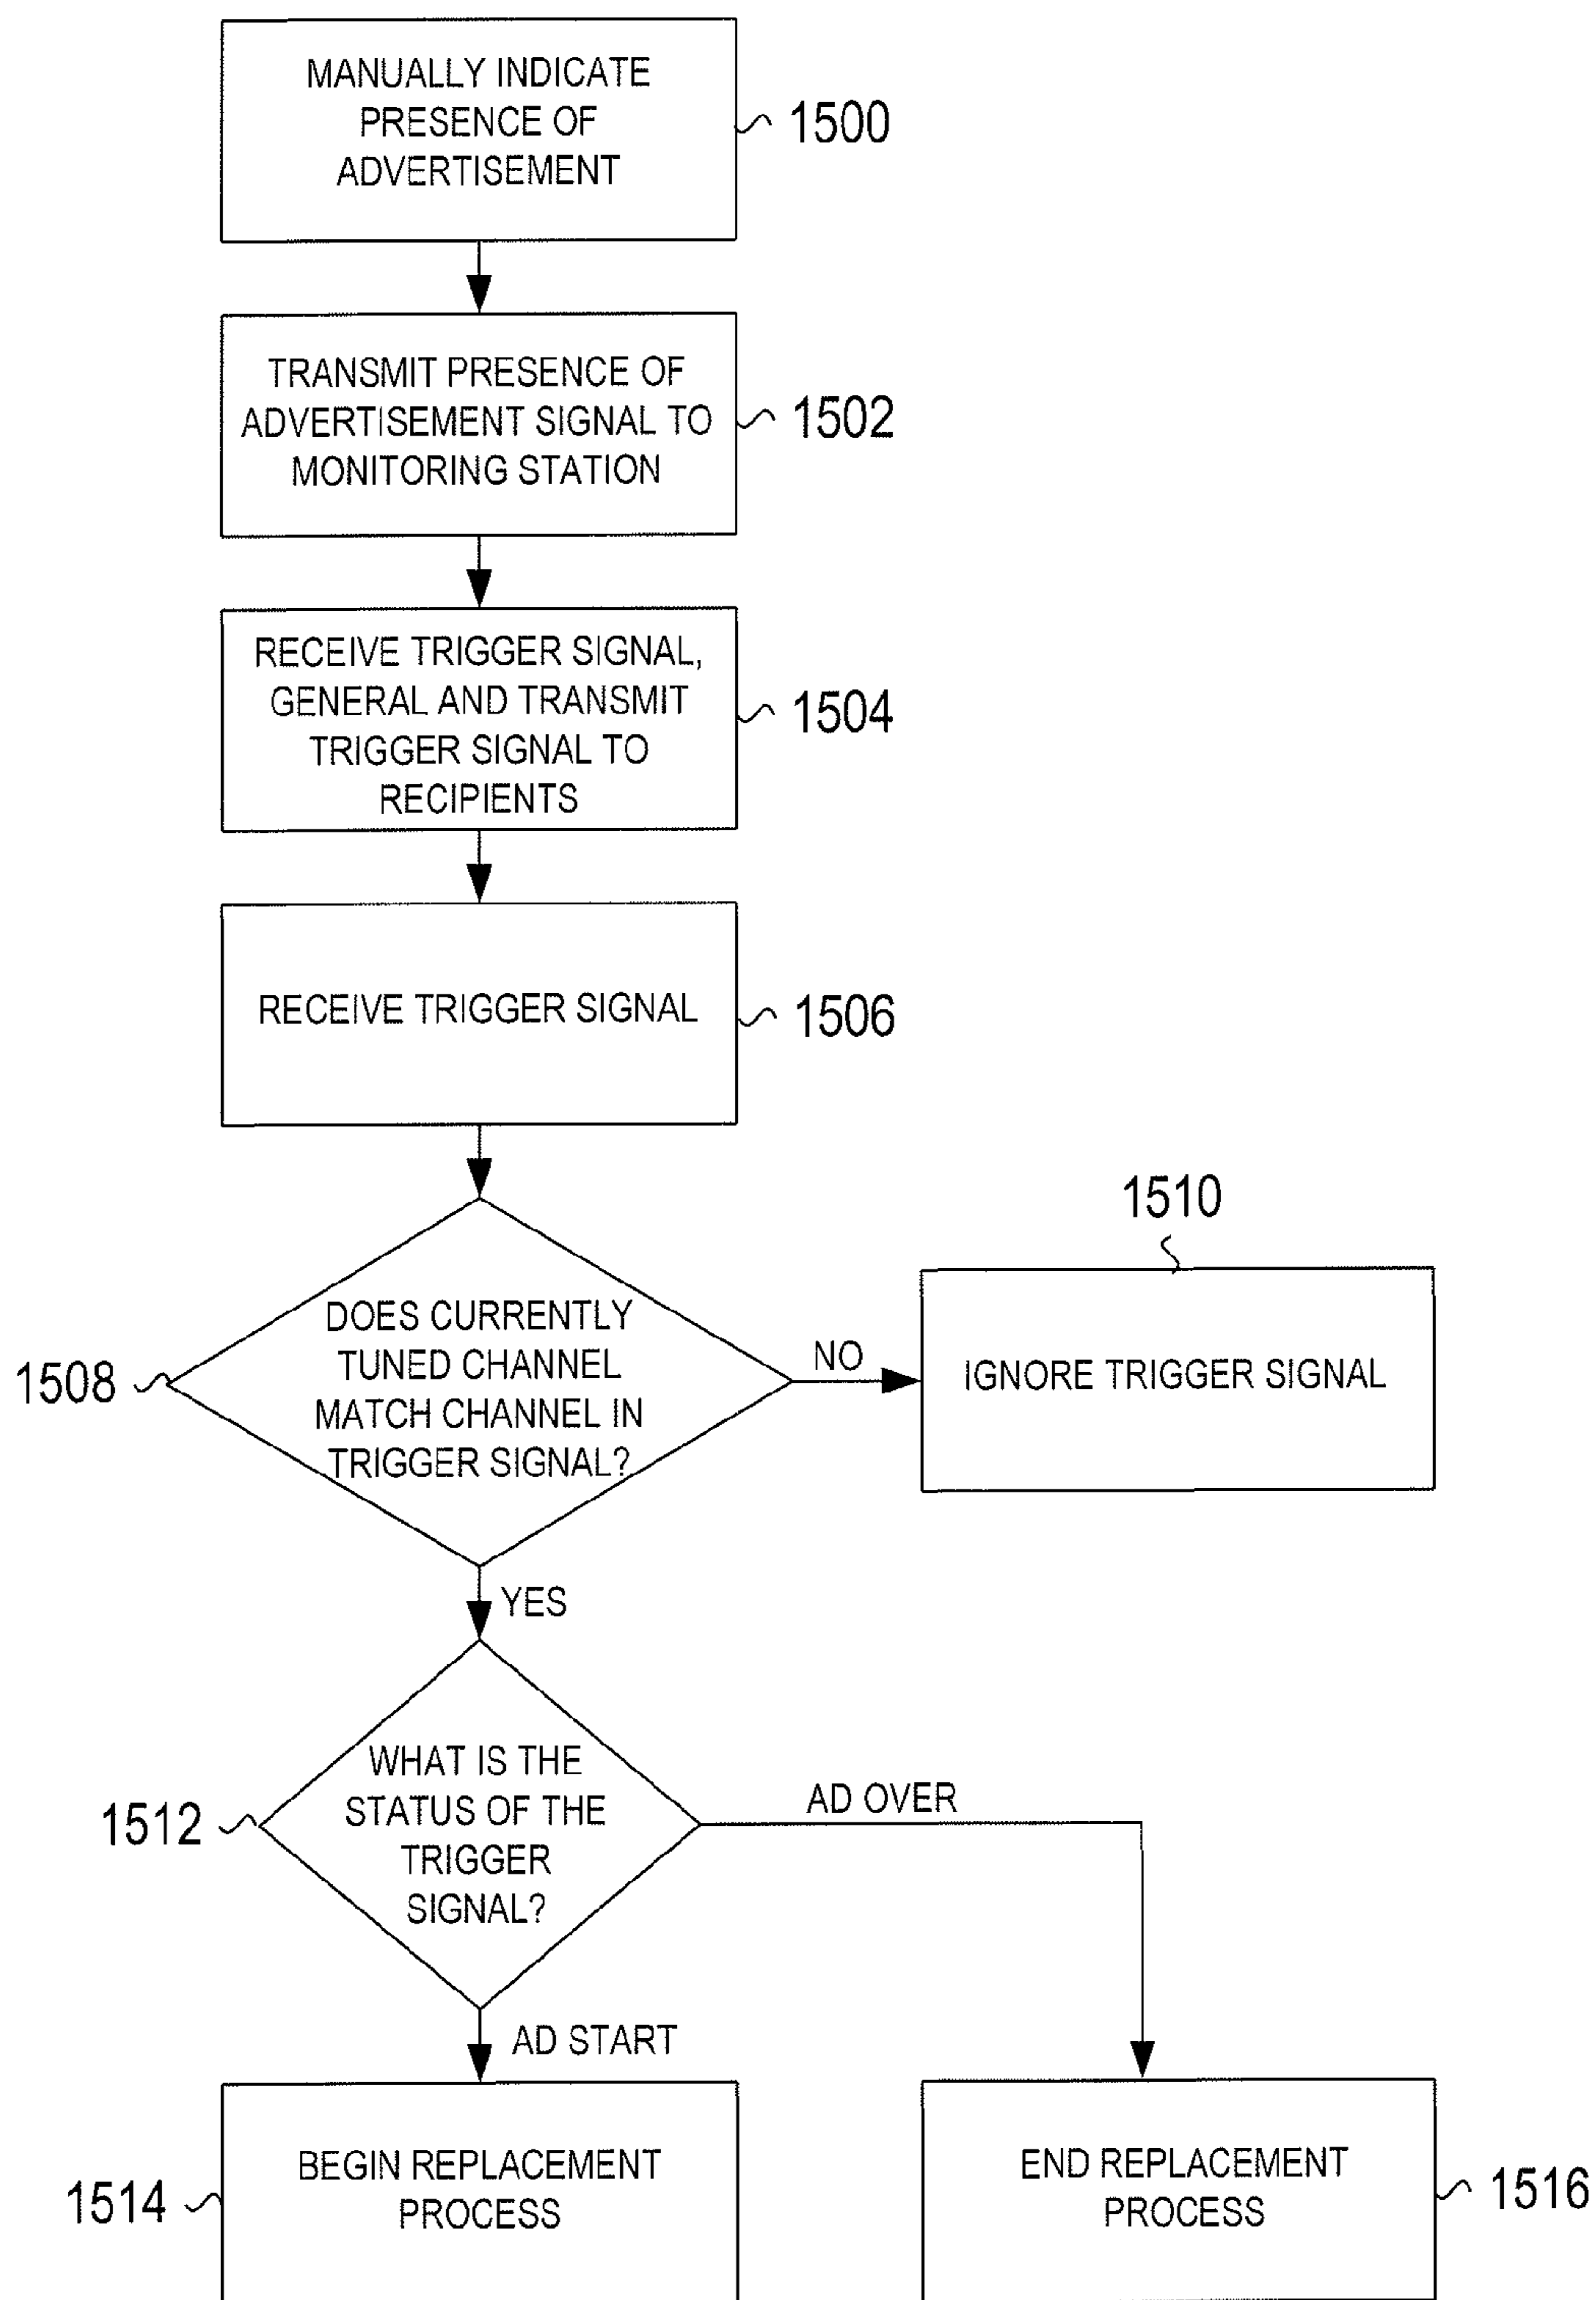 MANUALLY INDICATE
PRESENCE OF
ADVERTISEMENT
1500
TRANSMIT PRESENCE OF
ADVERTISEMENT SIGNAL TO
MONITORING STATION
1502
RECEIVE TRIGGER SIGNAL,
GENERAL AND TRANSMIT
TRIGGER SIGNAL TO
RECIPIENTS
1504
RECEIVE TRIGGER SIGNAL
1506
DOES CURRENTLY
TUNED CHANNEL
MATCH CHANNEL IN
TRIGGER SIGNAL?
1508
NO
1510
IGNORE TRIGGER SIGNAL
YES
WHAT IS THE
STATUS OF THE
TRIGGER
SIGNAL?
1512
AD OVER
AD START
BEGIN REPLACEMENT
PROCESS
1514
END REPLACEMENT
PROCESS
1516